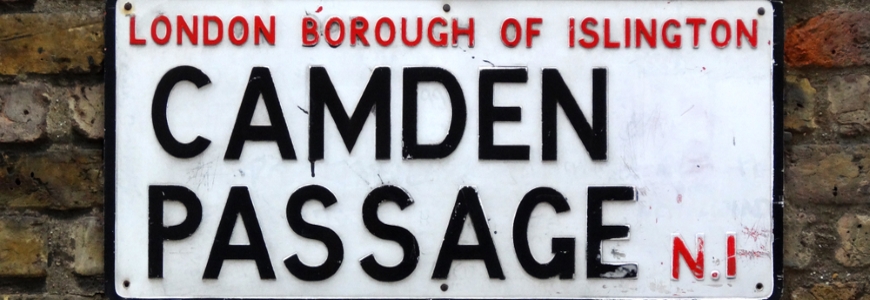 LONDON BOROUGH OF ISLINGTON
CAMDEN
PASSAGE
N.1